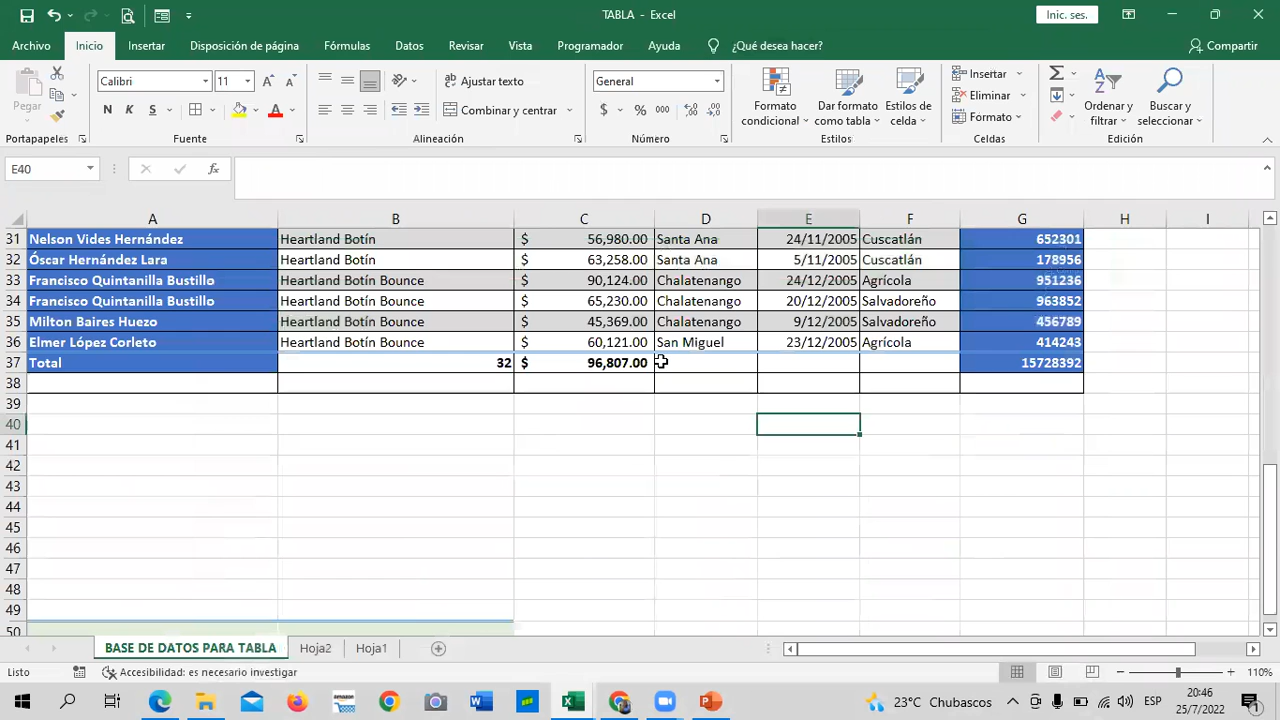 TABLA - Excel
Inic. ses.
Archivo Inicio Insertar Disposición de página Fórmulas Datos Revisar Vista Programador Ayuda ¿Qué desea hacer? Compartir
Pegar
Calibri 11
N K S
Ajustar texto
Combinar y centrar
General
$ % 000
Formato condicional
Dar formato como tabla
Estilos de celda
Insertar
Eliminar
Formato
Ordenar y filtrar
Buscar y seleccionar
Portapapeles Fuente Alineación Número Estilos Celdas Edición
E40 fx
A B C D E F G H I
31 Nelson Vides Hernández Heartland Botín $ 56,980.00 Santa Ana 24/11/2005 Cuscatlán 652301
32 Óscar Hernández Lara Heartland Botín $ 63,258.00 Santa Ana 5/11/2005 Cuscatlán 178956
33 Francisco Quintanilla Bustillo Heartland Botín Bounce $ 90,124.00 Chalatenango 24/12/2005 Agrícola 951236
34 Francisco Quintanilla Bustillo Heartland Botín Bounce $ 65,230.00 Chalatenango 20/12/2005 Salvadoreño 963852
35 Milton Baires Huezo Heartland Botín Bounce $ 45,369.00 Chalatenango 9/12/2005 Salvadoreño 456789
36 Elmer López Corleto Heartland Botín Bounce $ 60,121.00 San Miguel 23/12/2005 Agrícola 414243
37 Total 32 $ 96,807.00 15728392
38
39
40
41
42
43
44
45
46
47
48
49
50
BASE DE DATOS PARA TABLA Hoja2 Hoja1
Listo Accesibilidad: es necesario investigar 110%
23°C Chubascos ESP 20:46
25/7/2022